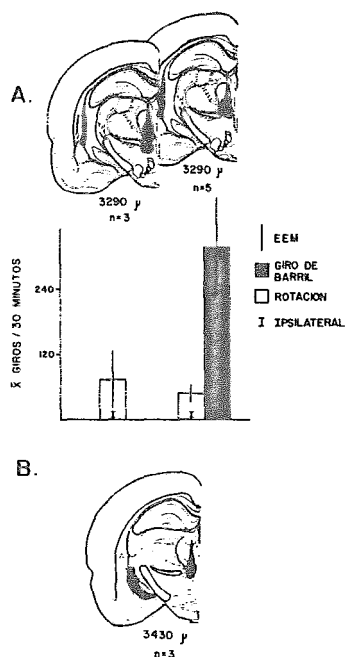 A.
3290 µ
n=3
3290 µ
n=5
X̄ GIROS / 30 MINUTOS
240
120
EEM
GIRO DE
BARRIL
ROTACION
I IPSILATERAL
B.
3430 µ
n=3